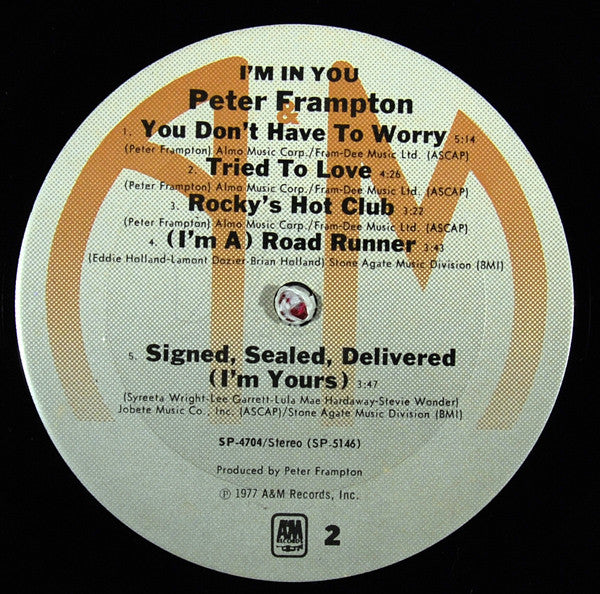 I'M IN YOU
Peter Frampton
&
1. You Don't Have To Worry 5:14
(Peter Frampton) Almo Music Corp./Fram-Dee Music Ltd. (ASCAP)
2. Tried To Love 4:26
(Peter Frampton) Almo Music Corp./Fram-Dee Music Ltd. (ASCAP)
3. Rocky's Hot Club 3:22
(Peter Frampton) Almo Music Corp./Fram-Dee Music Ltd. (ASCAP)
4. (I'm A) Road Runner 3:43
(Eddie Holland-Lamont Dozier-Brian Holland) Stone Agate Music Division (BMI)
AM
5. Signed, Sealed, Delivered
(I'm Yours) 3:47
(Syreeta Wright-Lee Garrett-Lula Mae Hardaway-Stevie Wonder)
Jobete Music Co., Inc. (ASCAP)/Stone Agate Music Division (BMI)
SP-4704/Stereo (SP-5146)
Produced by Peter Frampton
℗ 1977 A&M Records, Inc.
A&M
RECORDS
2